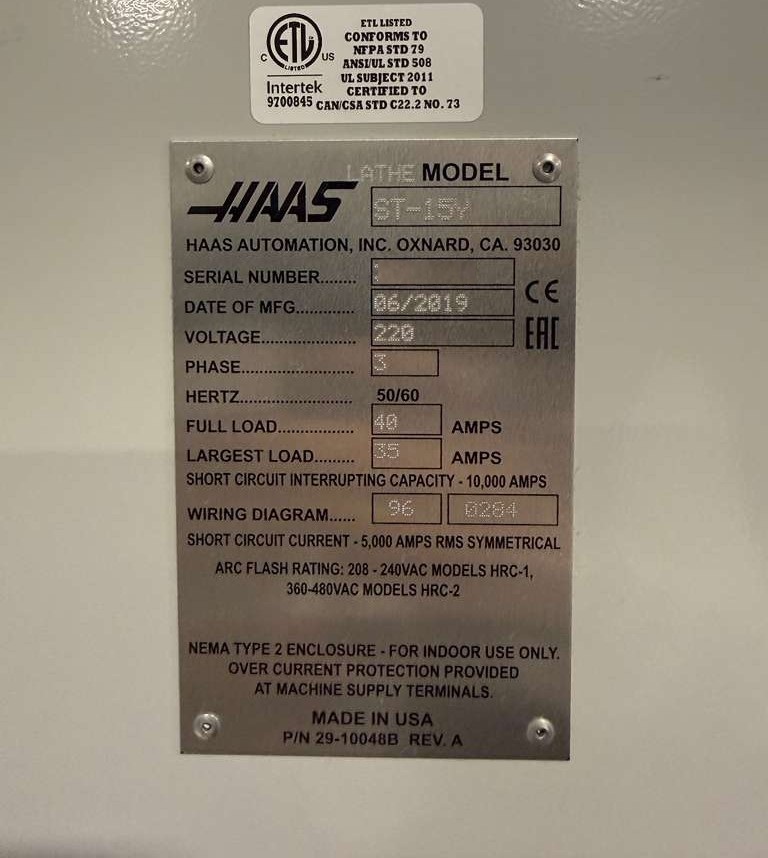 ETL LISTED
CONFORMS TO
NFPA STD 79
ANSI/UL STD 508
UL SUBJECT 2011
CERTIFIED TO
CAN/CSA STD C22.2 NO. 73
C ETL US
LISTED
Intertek
9700845
LATHE MODEL
HAAS ST-15Y
HAAS AUTOMATION, INC. OXNARD, CA. 93030
SERIAL NUMBER........
DATE OF MFG............. 06/2019
CE
VOLTAGE..................... 220
EAC
PHASE......................... 3
HERTZ......................... 50/60
FULL LOAD................. 40 AMPS
LARGEST LOAD......... 35 AMPS
SHORT CIRCUIT INTERRUPTING CAPACITY - 10,000 AMPS
WIRING DIAGRAM...... 96 0284
SHORT CIRCUIT CURRENT - 5,000 AMPS RMS SYMMETRICAL
ARC FLASH RATING: 208 - 240VAC MODELS HRC-1,
360-480VAC MODELS HRC-2
NEMA TYPE 2 ENCLOSURE - FOR INDOOR USE ONLY.
OVER CURRENT PROTECTION PROVIDED
AT MACHINE SUPPLY TERMINALS.
MADE IN USA
P/N 29-10048B REV. A